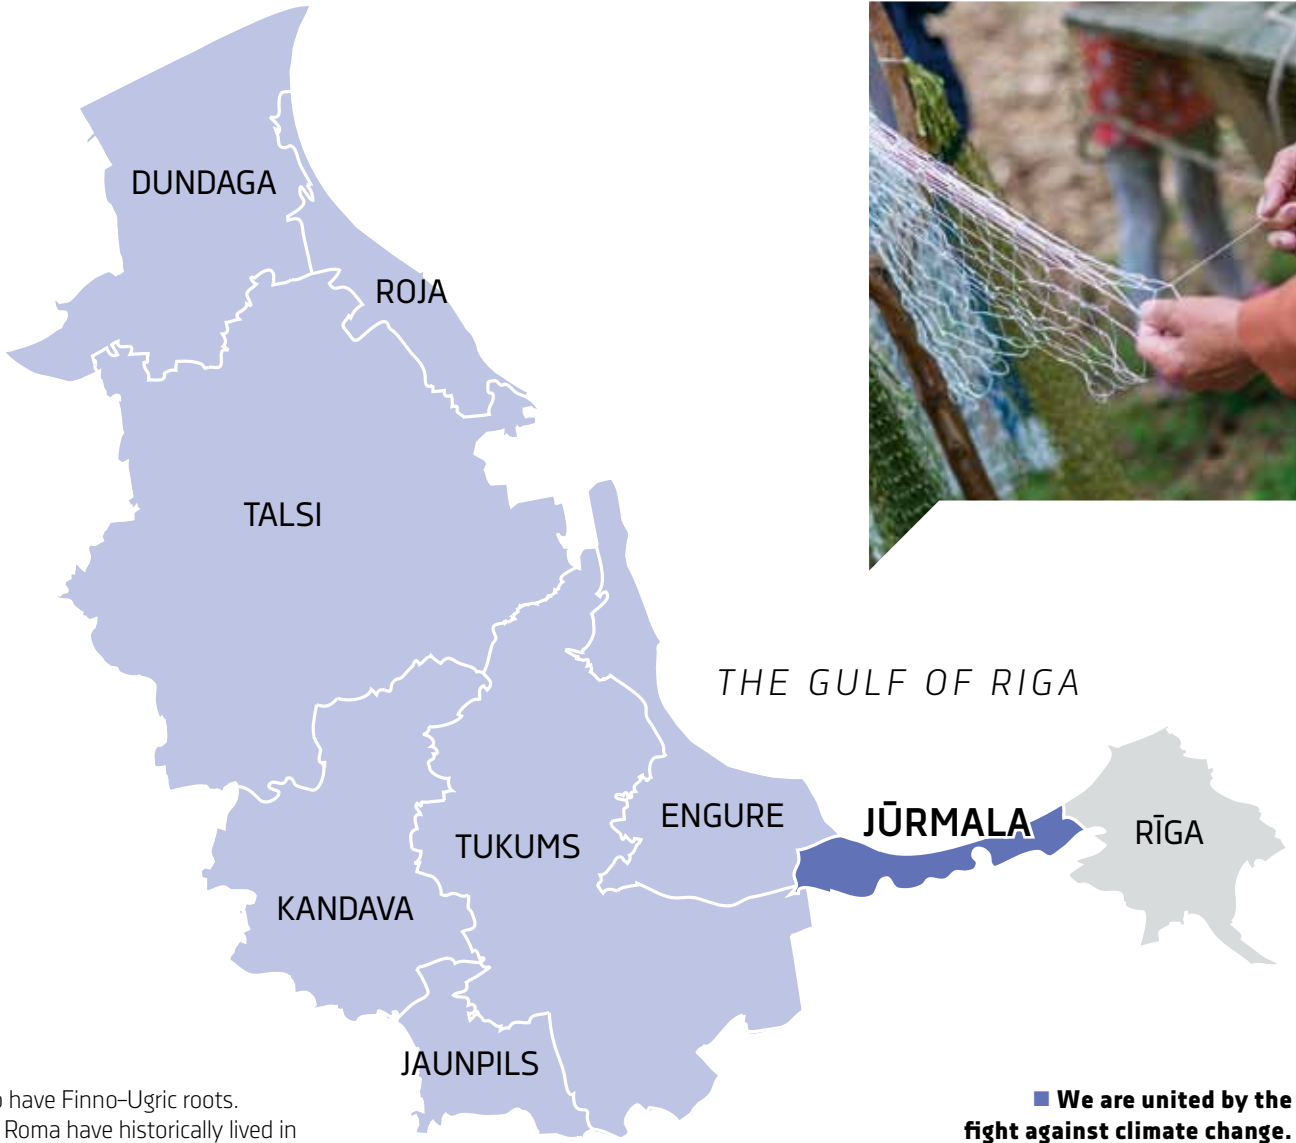 DUNDAGA
ROJA
TALSI
THE GULF OF RIGA
ENGURE
JŪRMALA
RĪGA
TUKUMS
KANDAVA
JAUNPILS
have Finno-Ugric roots.
Roma have historically lived in
We are united by the
fight against climate change.